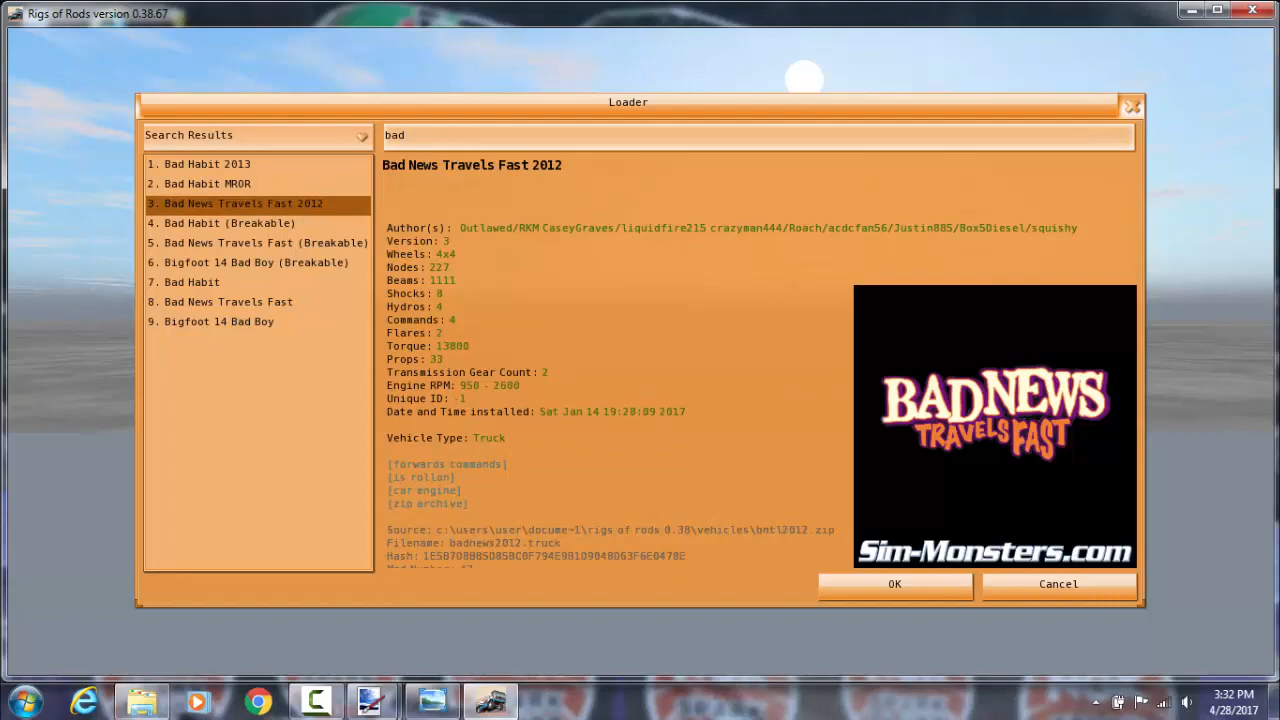 Rigs of Rods version 0.38.67
Loader
Search Results
bad
1. Bad Habit 2013
2. Bad Habit MROR
3. Bad News Travels Fast 2012
4. Bad Habit (Breakable)
5. Bad News Travels Fast (Breakable)
6. Bigfoot 14 Bad Boy (Breakable)
7. Bad Habit
8. Bad News Travels Fast
9. Bigfoot 14 Bad Boy
Bad News Travels Fast 2012
Author(s): Outlawed/RKM CaseyGraves/liquidfire215 crazyman444/Roach/acdcfan56/Justin885/Box5Diesel/squishy
Version: 3
Wheels: 4x4
Nodes: 227
Beams: 1111
Shocks: 8
Hydros: 4
Commands: 4
Flares: 2
Torque: 13800
Props: 33
Transmission Gear Count: 2
Engine RPM: 950 - 2600
Unique ID: -1
Date and Time installed: Sat Jan 14 19:28:09 2017
Vehicle Type: Truck
[forwards commands]
[is rollon]
[car engine]
[zip archive]
Source: c:\users\user\docume~1\rigs of rods 0.38\vehicles\bntl2012.zip
Filename: badnews2012.truck
Hash:
BAD NEWS
TRAVELS FAST
Sim-Monsters.com
OK
Cancel
3:32 PM
4/28/2017